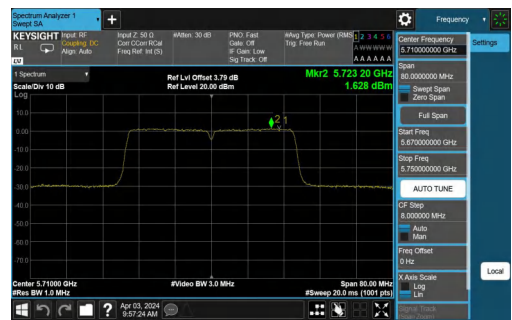 Spectrum Analyzer 1
Swept SA
Frequency
KEYSIGHT
RL
LV
Input: RF
Coupling: DC
Align: Auto
Input Z: 50 Ω
Corr CCorr RCal
Freq Ref: Int (S)
#Atten: 30 dB
PNO: Fast
Gate: Off
IF Gain: Low
Sig Track: Off
#Avg Type: Power (RMS)
Trig: Free Run
1 2 3 4 5 6
A W W W W W
A A A A A A
1 Spectrum
Scale/Div 10 dB
Log
Ref Lvl Offset 3.79 dB
Ref Level 20.00 dBm
Mkr2 5.723 20 GHz
1.628 dBm
10.0
0.00
-10.0
-20.0
-30.0
-40.0
-50.0
-60.0
-70.0
2 1
Center 5.71000 GHz
#Res BW 1.0 MHz
#Video BW 3.0 MHz
Span 80.00 MHz
#Sweep 20.0 ms (1001 pts)
Apr 03, 2024
9:57:24 AM
Center Frequency
5.710000000 GHz
Settings
Span
80.0000000 MHz
Swept Span
Zero Span
Full Span
Start Freq
5.670000000 GHz
Stop Freq
5.750000000 GHz
AUTO TUNE
CF Step
8.000000 MHz
Auto
Man
Freq Offset
0 Hz
X Axis Scale
Log
Lin
Local
Signal Track